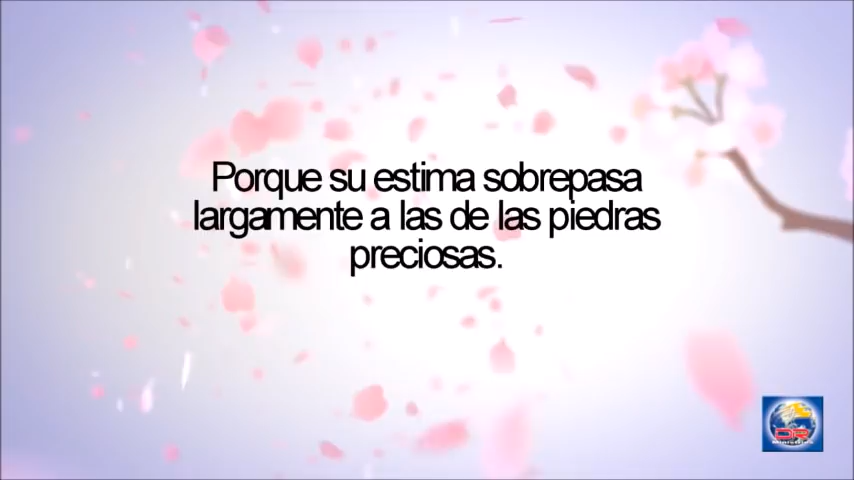 Porque su estima sobrepasa
largamente a las de las piedras
preciosas.